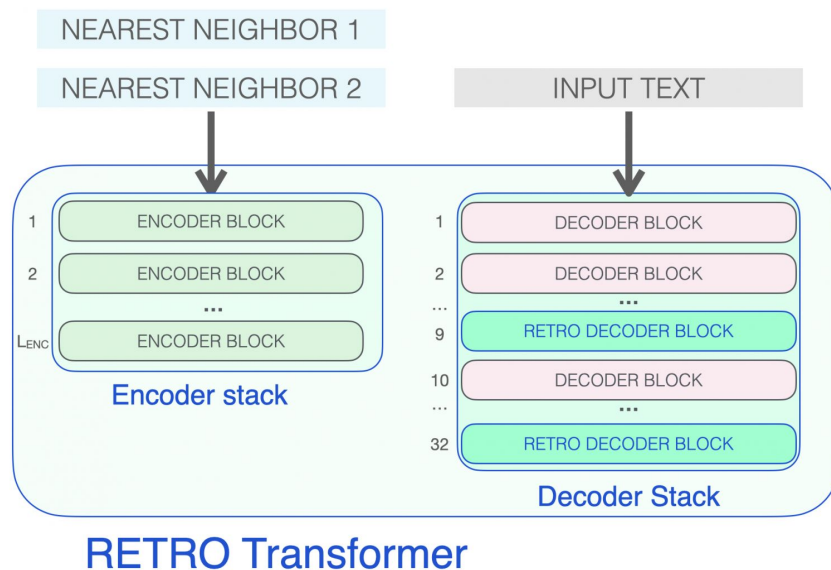 NEAREST NEIGHBOR 1
NEAREST NEIGHBOR 2
1 ENCODER BLOCK
2 ENCODER BLOCK
...
LENC ENCODER BLOCK
Encoder stack
INPUT TEXT
1 DECODER BLOCK
2 DECODER BLOCK
... ...
9 RETRO DECODER BLOCK
10 DECODER BLOCK
... ...
32 RETRO DECODER BLOCK
Decoder Stack
RETRO Transformer